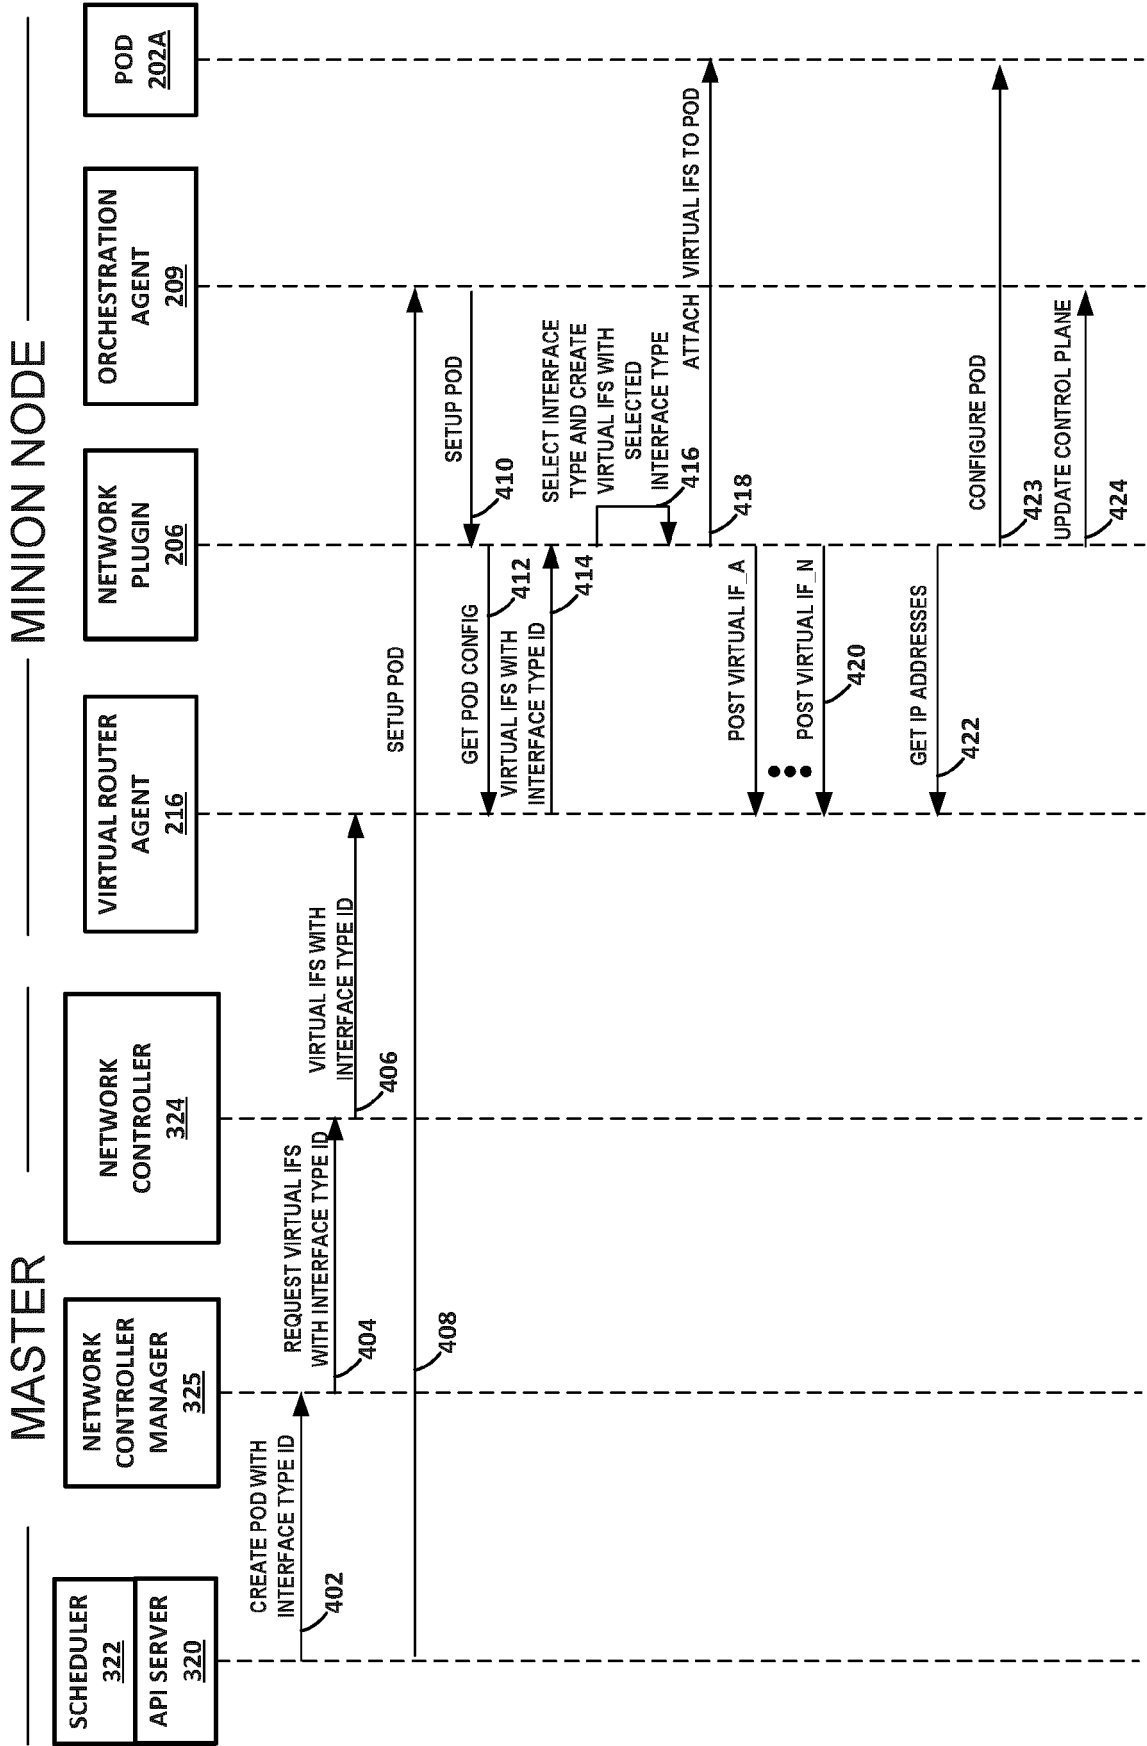 MASTER
MINION NODE
SCHEDULER
322
API SERVER
320
NETWORK
CONTROLLER
MANAGER
325
NETWORK
CONTROLLER
324
VIRTUAL ROUTER
AGENT
216
NETWORK
PLUGIN
206
ORCHESTRATION
AGENT
209
POD
202A
CREATE POD WITH
INTERFACE TYPE ID
402
REQUEST VIRTUAL IFS
WITH INTERFACE TYPE ID
404
VIRTUAL IFS WITH
INTERFACE TYPE ID
406
SETUP POD
408
SETUP POD
410
GET POD CONFIG
412
VIRTUAL IFS WITH
INTERFACE TYPE ID
414
SELECT INTERFACE
TYPE AND CREATE
VIRTUAL IFS WITH
SELECTED
INTERFACE TYPE
416
ATTACH VIRTUAL IFS TO POD
418
POST VIRTUAL IF_A
POST VIRTUAL IF_N
420
GET IP ADDRESSES
422
CONFIGURE POD
423
UPDATE CONTROL PLANE
424